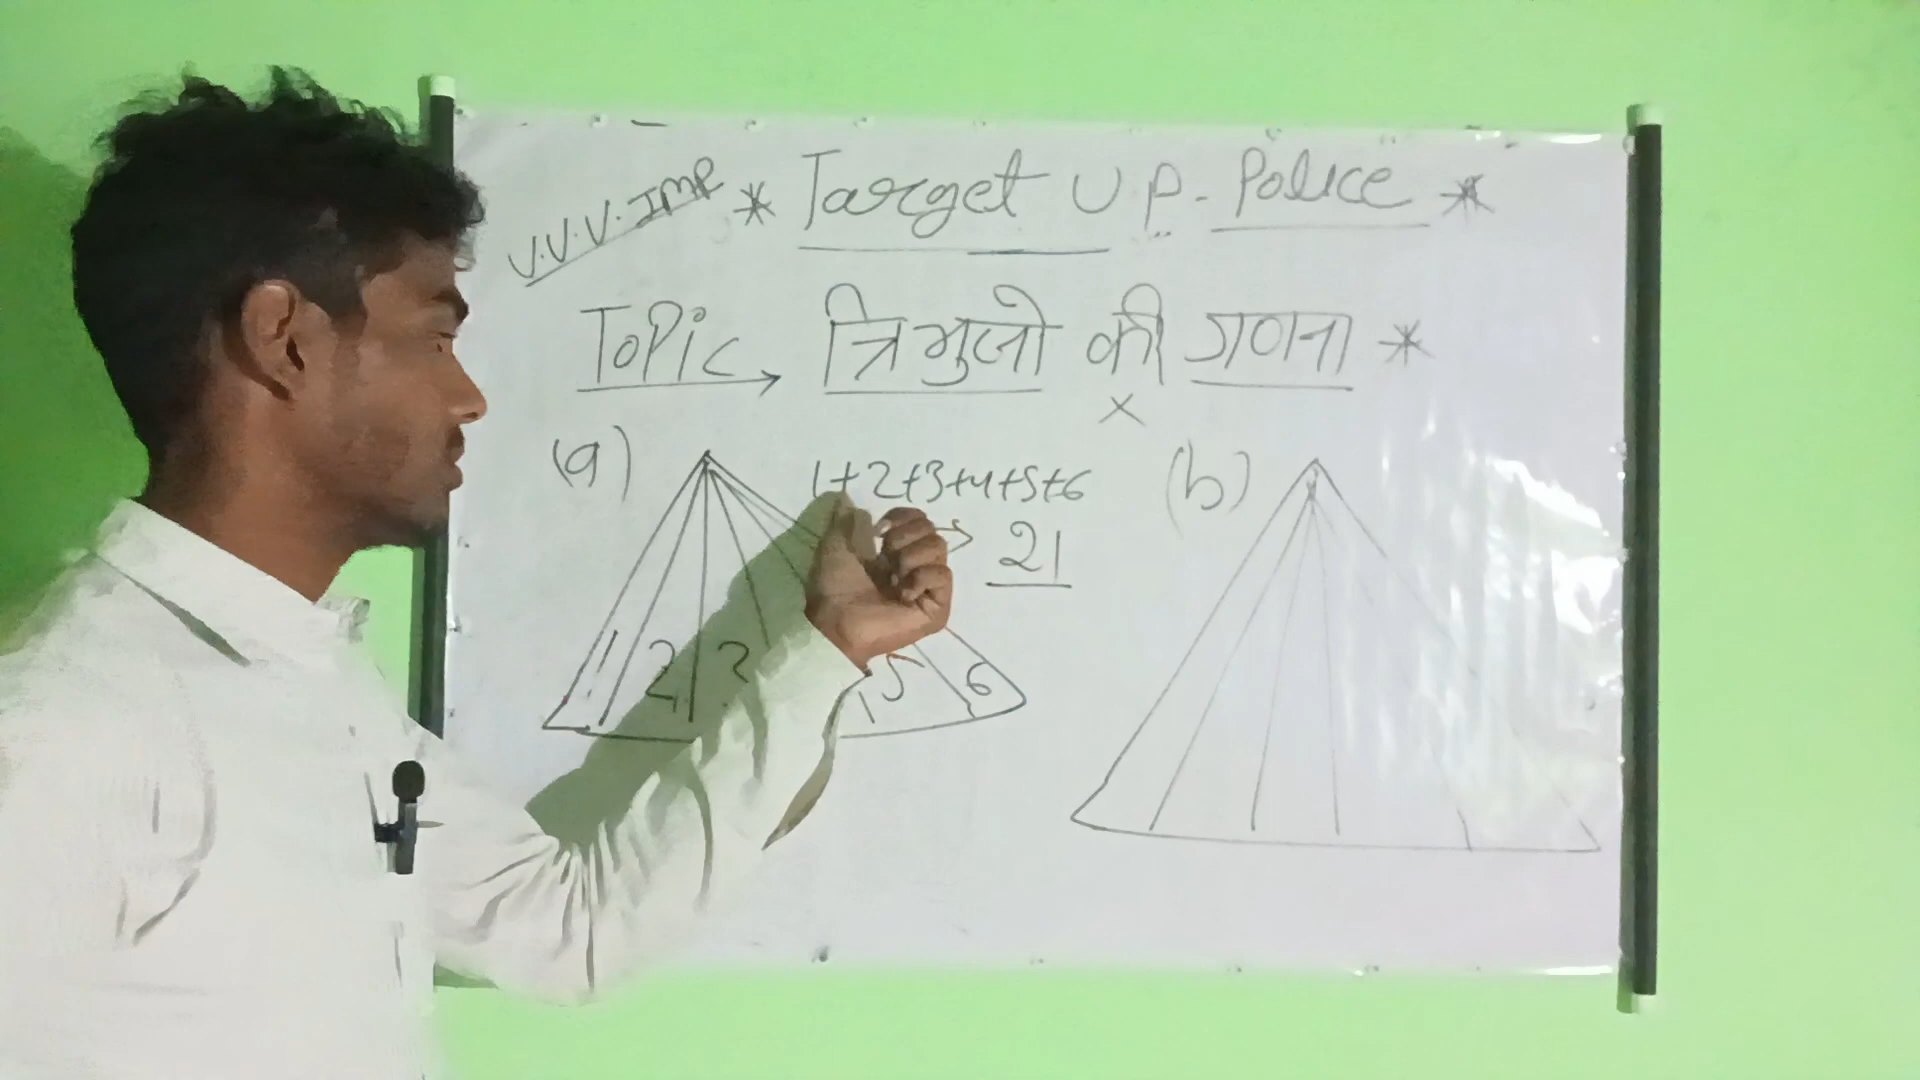 V.V.V. IMP * Target U.P. Police *
Topic → त्रिभुजो की गणना *
×
(a) 1+2+3+4+5+6
→ 21
1 2 3 5 6
(b)